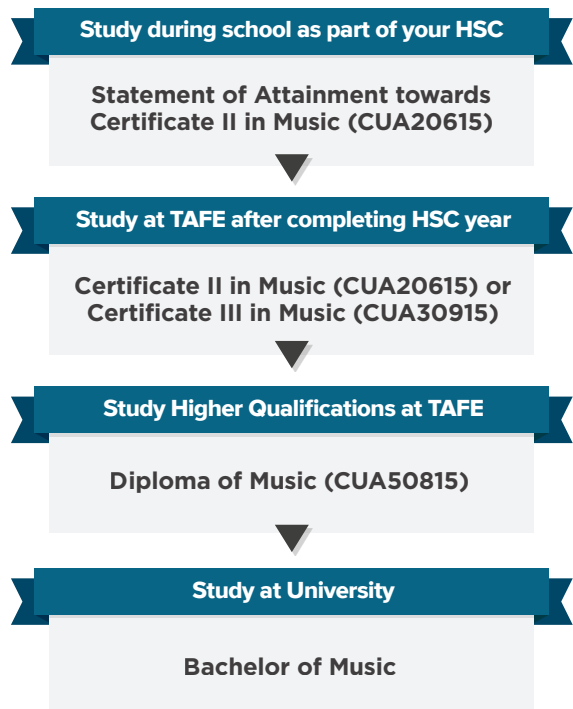 Study during school as part of your HSC
Statement of Attainment towards
Certificate II in Music (CUA20615)
Study at TAFE after completing HSC year
Certificate II in Music (CUA20615) or
Certificate III in Music (CUA30915)
Study Higher Qualifications at TAFE
Diploma of Music (CUA50815)
Study at University
Bachelor of Music